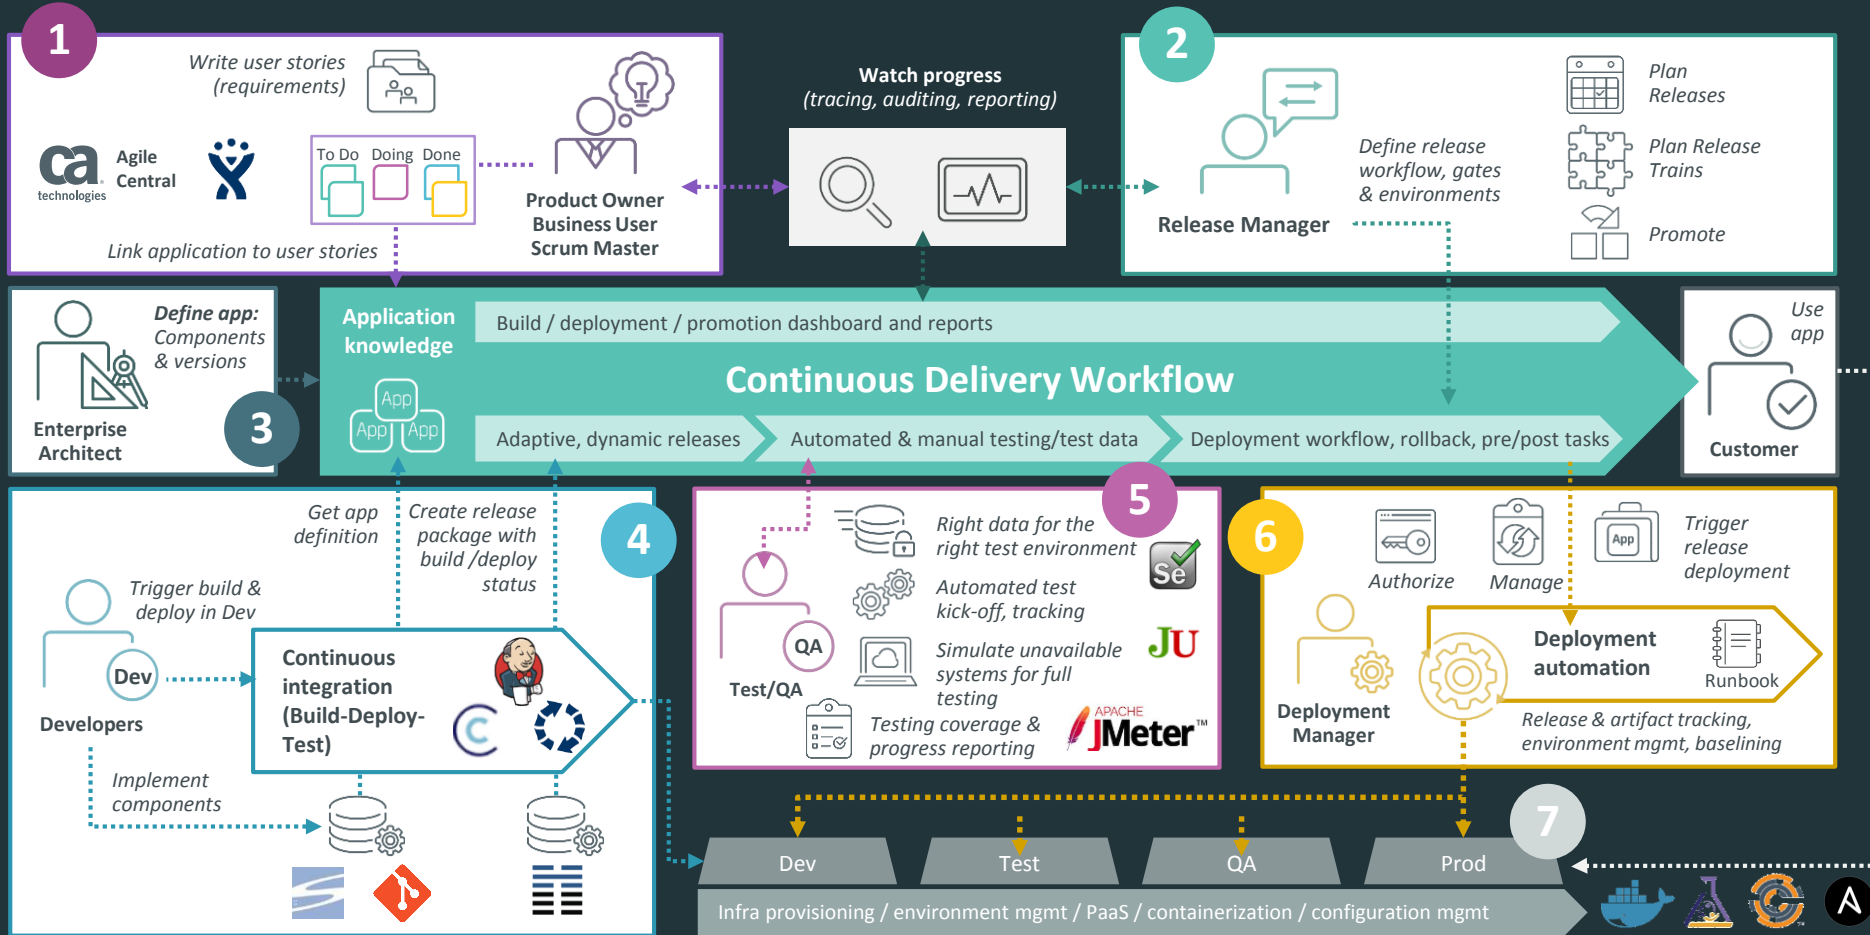 1
Write user stories
(requirements)
ca
technologies
Agile
Central
To Do
Doing
Done
Product Owner
Business User
Scrum Master
Link application to user stories
Watch progress
(tracing, auditing, reporting)
2
Release Manager
Define release
workflow, gates
& environments
Plan
Releases
Plan Release
Trains
Promote
Define app:
Components
& versions
Enterprise
Architect
3
Application
knowledge
App
App
App
Build / deployment / promotion dashboard and reports
Continuous Delivery Workflow
Adaptive, dynamic releases
Automated & manual testing/test data
Deployment workflow, rollback, pre/post tasks
Use
app
Customer
4
Get app
definition
Create release
package with
build /deploy
status
Trigger build &
deploy in Dev
Dev
Developers
Continuous
integration
(Build-Deploy-
Test)
Implement
components
5
Right data for the
right test environment
Se
Automated test
kick-off, tracking
QA
Test/QA
Simulate unavailable
systems for full
testing
JU
Testing coverage &
progress reporting
APACHE
JMeter™
6
Authorize
Manage
App
Trigger
release
deployment
Deployment
Manager
Deployment
automation
Runbook
Release & artifact tracking,
environment mgmt, baselining
7
Dev
Test
QA
Prod
Infra provisioning / environment mgmt / PaaS / containerization / configuration mgmt